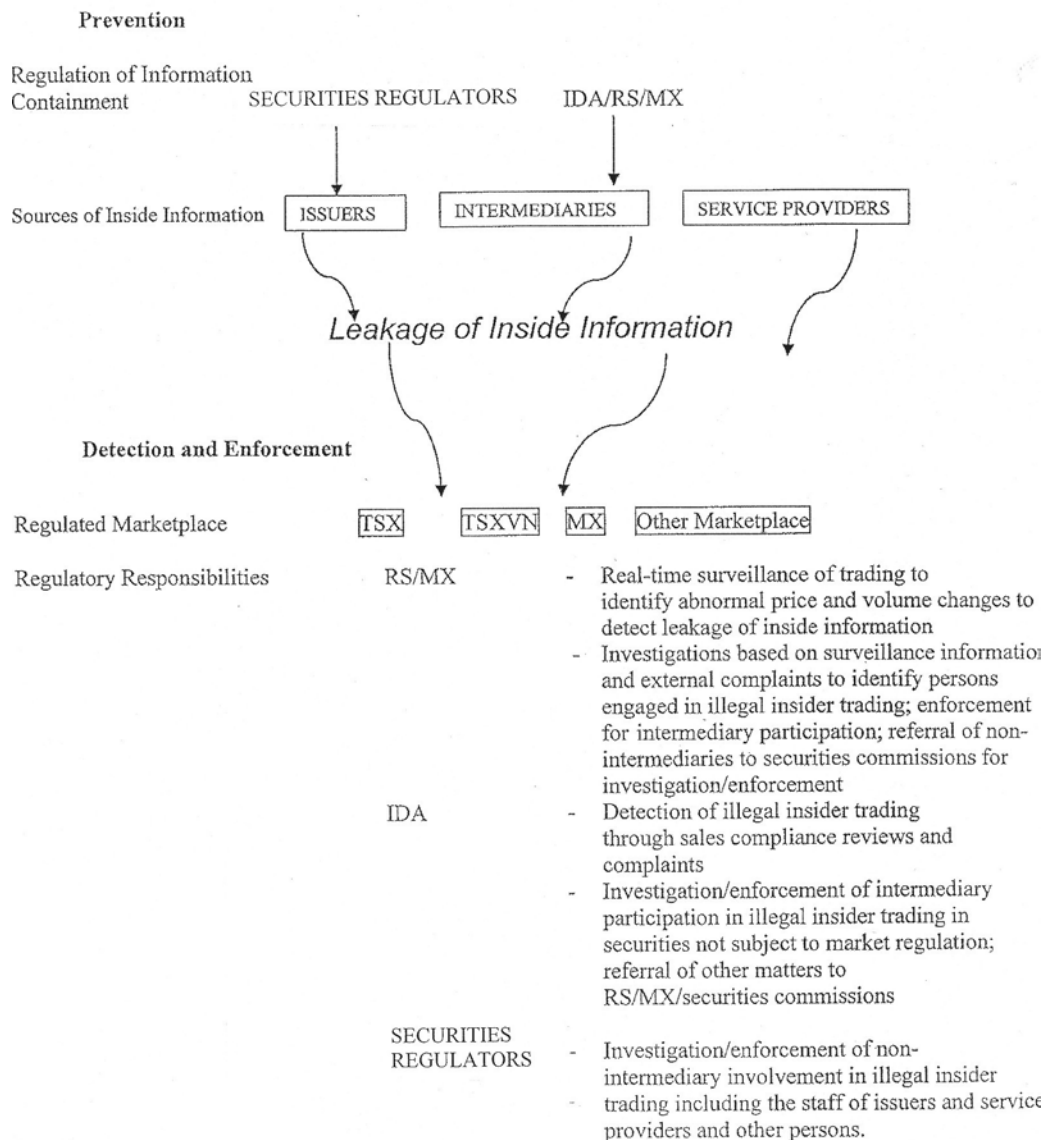 Prevention
Regulation of Information
Containment SECURITIES REGULATORS IDA/RS/MX
Sources of Inside Information ISSUERS INTERMEDIARIES SERVICE PROVIDERS
Leakage of Inside Information
Detection and Enforcement
Regulated Marketplace TSX TSXVN MX Other Marketplace
Regulatory Responsibilities RS/MX - Real-time surveillance of trading to
identify abnormal price and volume changes to
detect leakage of inside information
- Investigations based on surveillance information
and external complaints to identify persons
engaged in illegal insider trading; enforcement
for intermediary participation; referral of non-
intermediaries to securities commissions for
investigation/enforcement
IDA - Detection of illegal insider trading
through sales compliance reviews and
complaints
- Investigation/enforcement of intermediary
participation in illegal insider trading in
securities not subject to market regulation;
referral of other matters to
RS/MX/securities commissions
SECURITIES
REGULATORS - Investigation/enforcement of non-
intermediary involvement in illegal insider
- trading including the staff of issuers and service
providers and other persons.